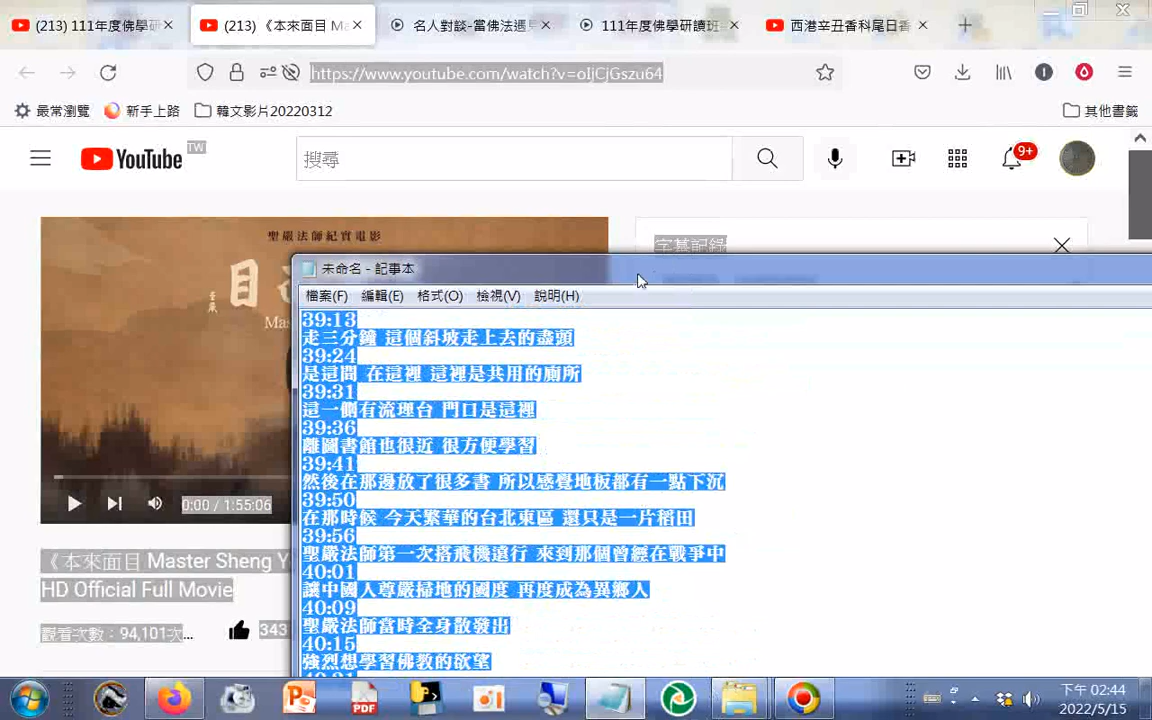 (213) 111年度佛學研
(213) 《本來面目 Ma
名人對談-當佛法遇見
111年度佛學研讀班-
西港辛丑香科尾日香
https://www.youtube.com/watch?v=oIjCjGszu64
最常瀏覽
新手上路
韓文影片20220312
其他書籤
YouTube TW
搜尋
9+
聖嚴法師紀實電影
目
Mas
字幕記錄
未命名 - 記事本
檔案(F) 編輯(E) 格式(O) 檢視(V) 說明(H)
39:13
走三分鐘 這個斜坡走上去的盡頭
39:24
是這間 在這裡 這裡是共用的廁所
39:31
這一側有流理台 門口是這裡
39:36
離圖書館也很近 很方便學習
39:41
然後在那邊放了很多書 所以感覺地板都有一點下沉
39:50
在那時候 今天繁華的台北東區 還只是一片稻田
39:56
聖嚴法師第一次搭飛機遠行 來到那個曾經在戰爭中
40:01
讓中國人尊嚴掃地的國度 再度成為異鄉人
40:09
聖嚴法師當時全身散發出
40:15
強烈想學習佛教的欲望
0:00 / 1:55:06
《本來面目 Master Sheng Y
HD Official Full Movie
觀看次數：94,101次...
343
PDF
下午 02:44
2022/5/15